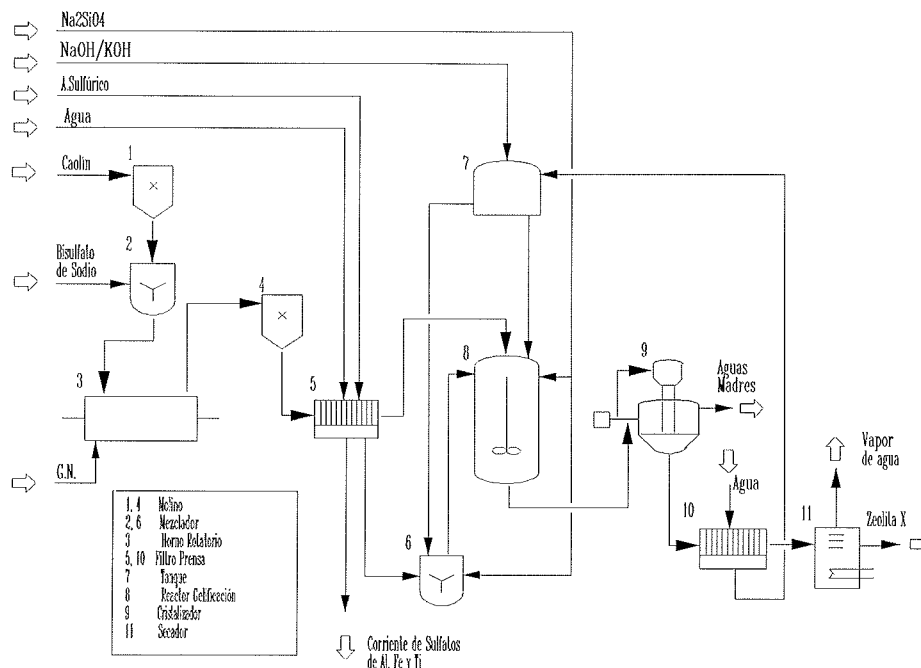 Na2SiO4
NaOH/KOH
A.Sulfúrico
Agua
Caolin
1
2
Bisulfato
de Sodio
3
G.N.
4
5
6
7
8
9
Aguas
Madres
Agua
10
11
Vapor
de agua
Zeolita X
1, 4 Molino
2, 6 Mezclador
3 Horno Rotatorio
5, 10 Filtro Prensa
7 Tanque
8 Reactor Gelificación
9 Cristalizador
11 Secador
Corriente de Sulfatos
de Al, Fe y Ti